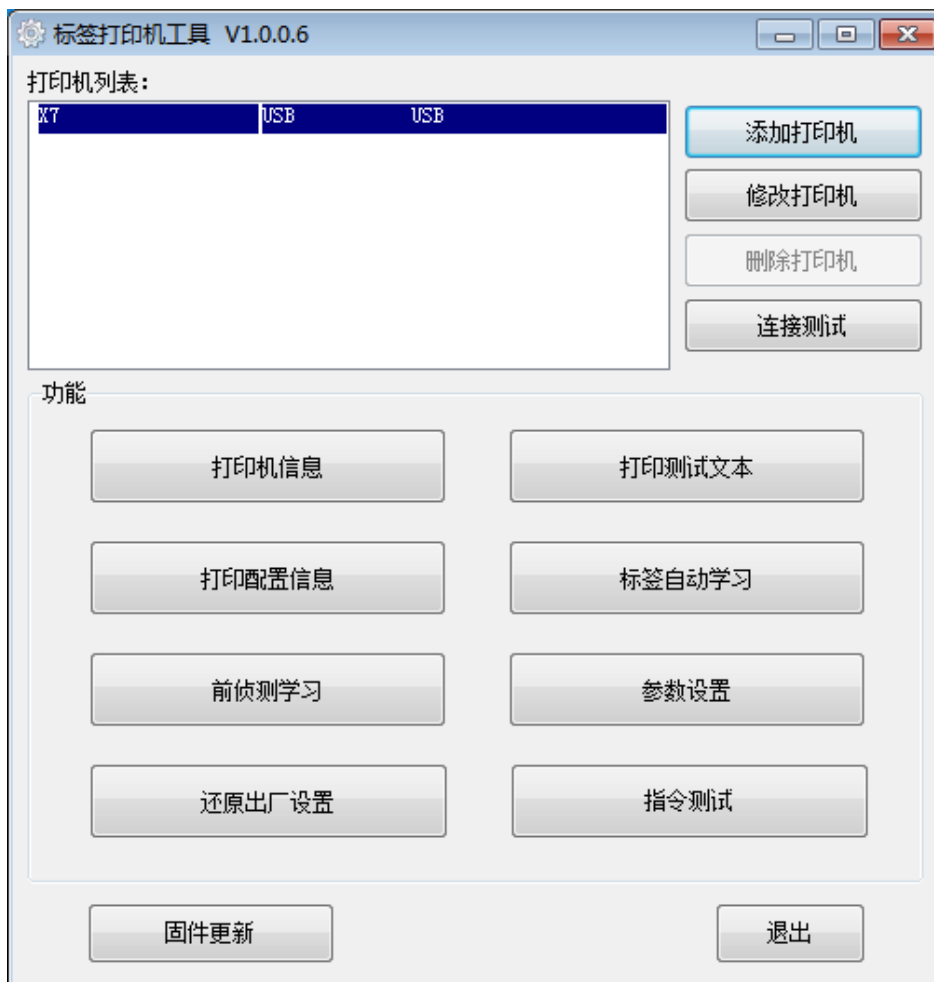 标签打印机工具 V1.0.0.6
打印机列表：
X7 USB USB
添加打印机
修改打印机
删除打印机
连接测试
功能
打印机信息 打印测试文本
打印配置信息 标签自动学习
前侦测学习 参数设置
还原出厂设置 指令测试
固件更新 退出